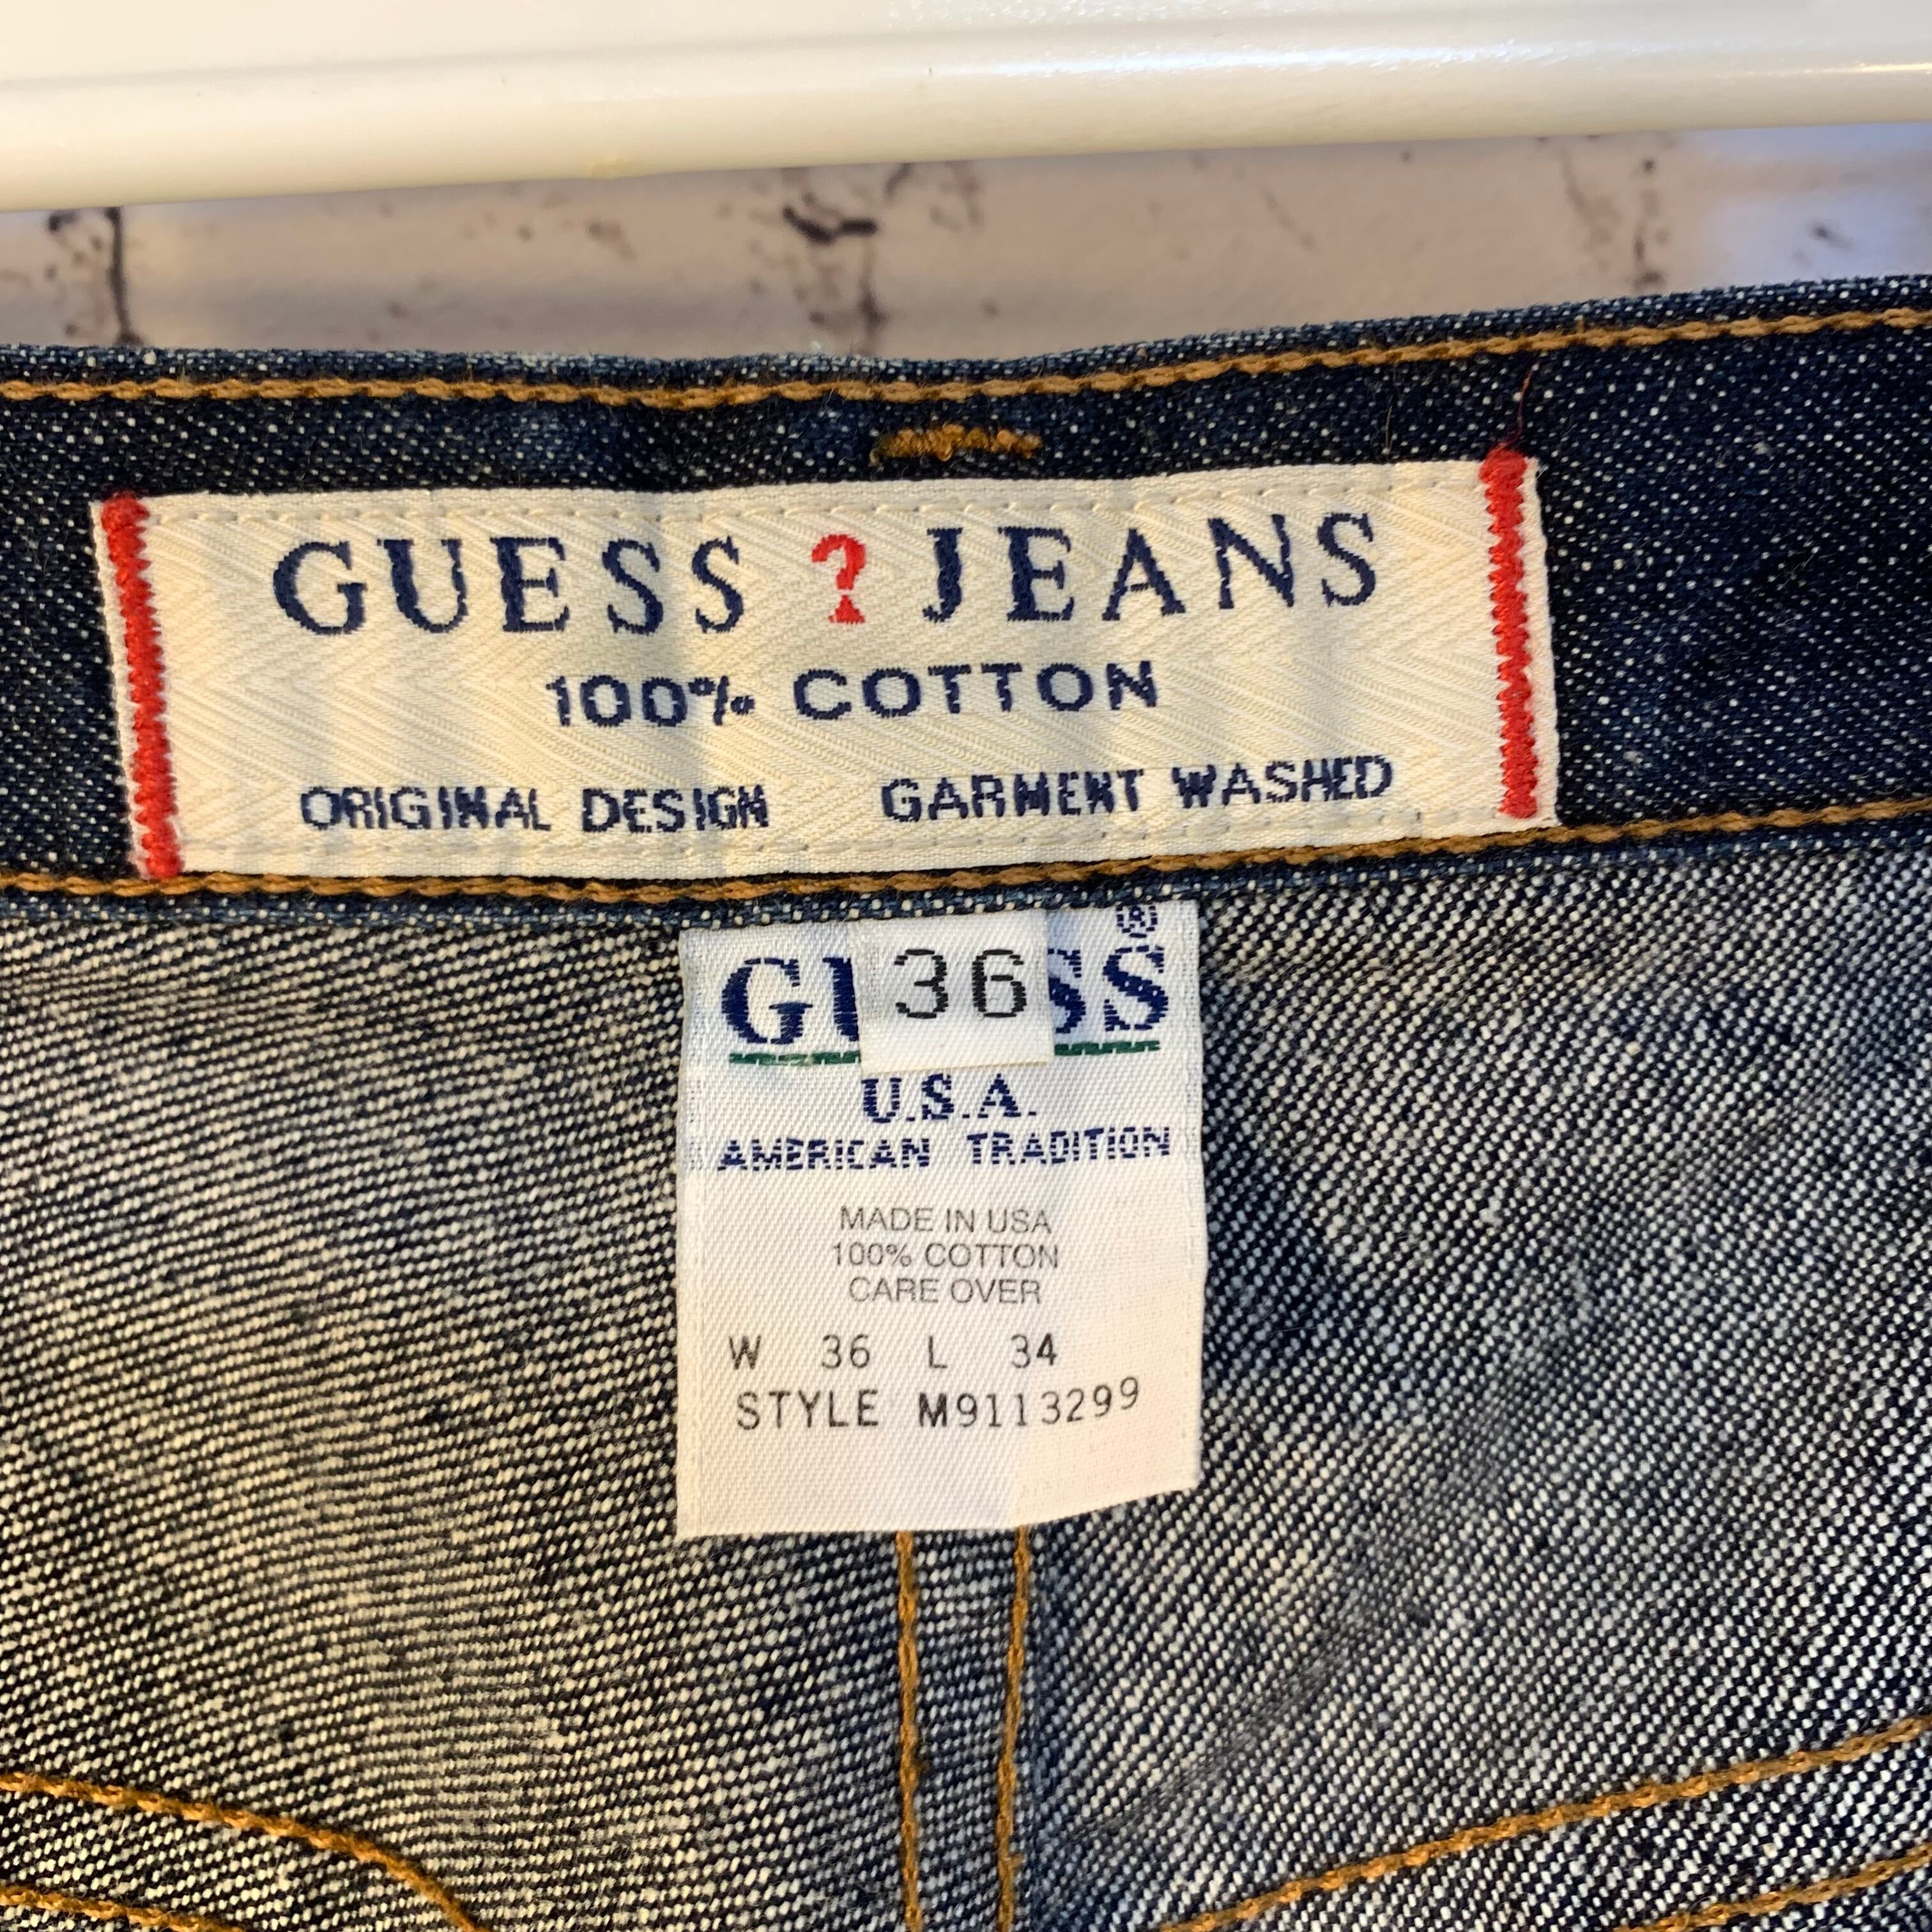 GUESS ? JEANS
100% COTTON
ORIGINAL DESIGN GARMENT WASHED
36
®
U.S.A.
AMERICAN TRADITION
MADE IN USA
100% COTTON
CARE OVER
W 36 L 34
STYLE M9113299